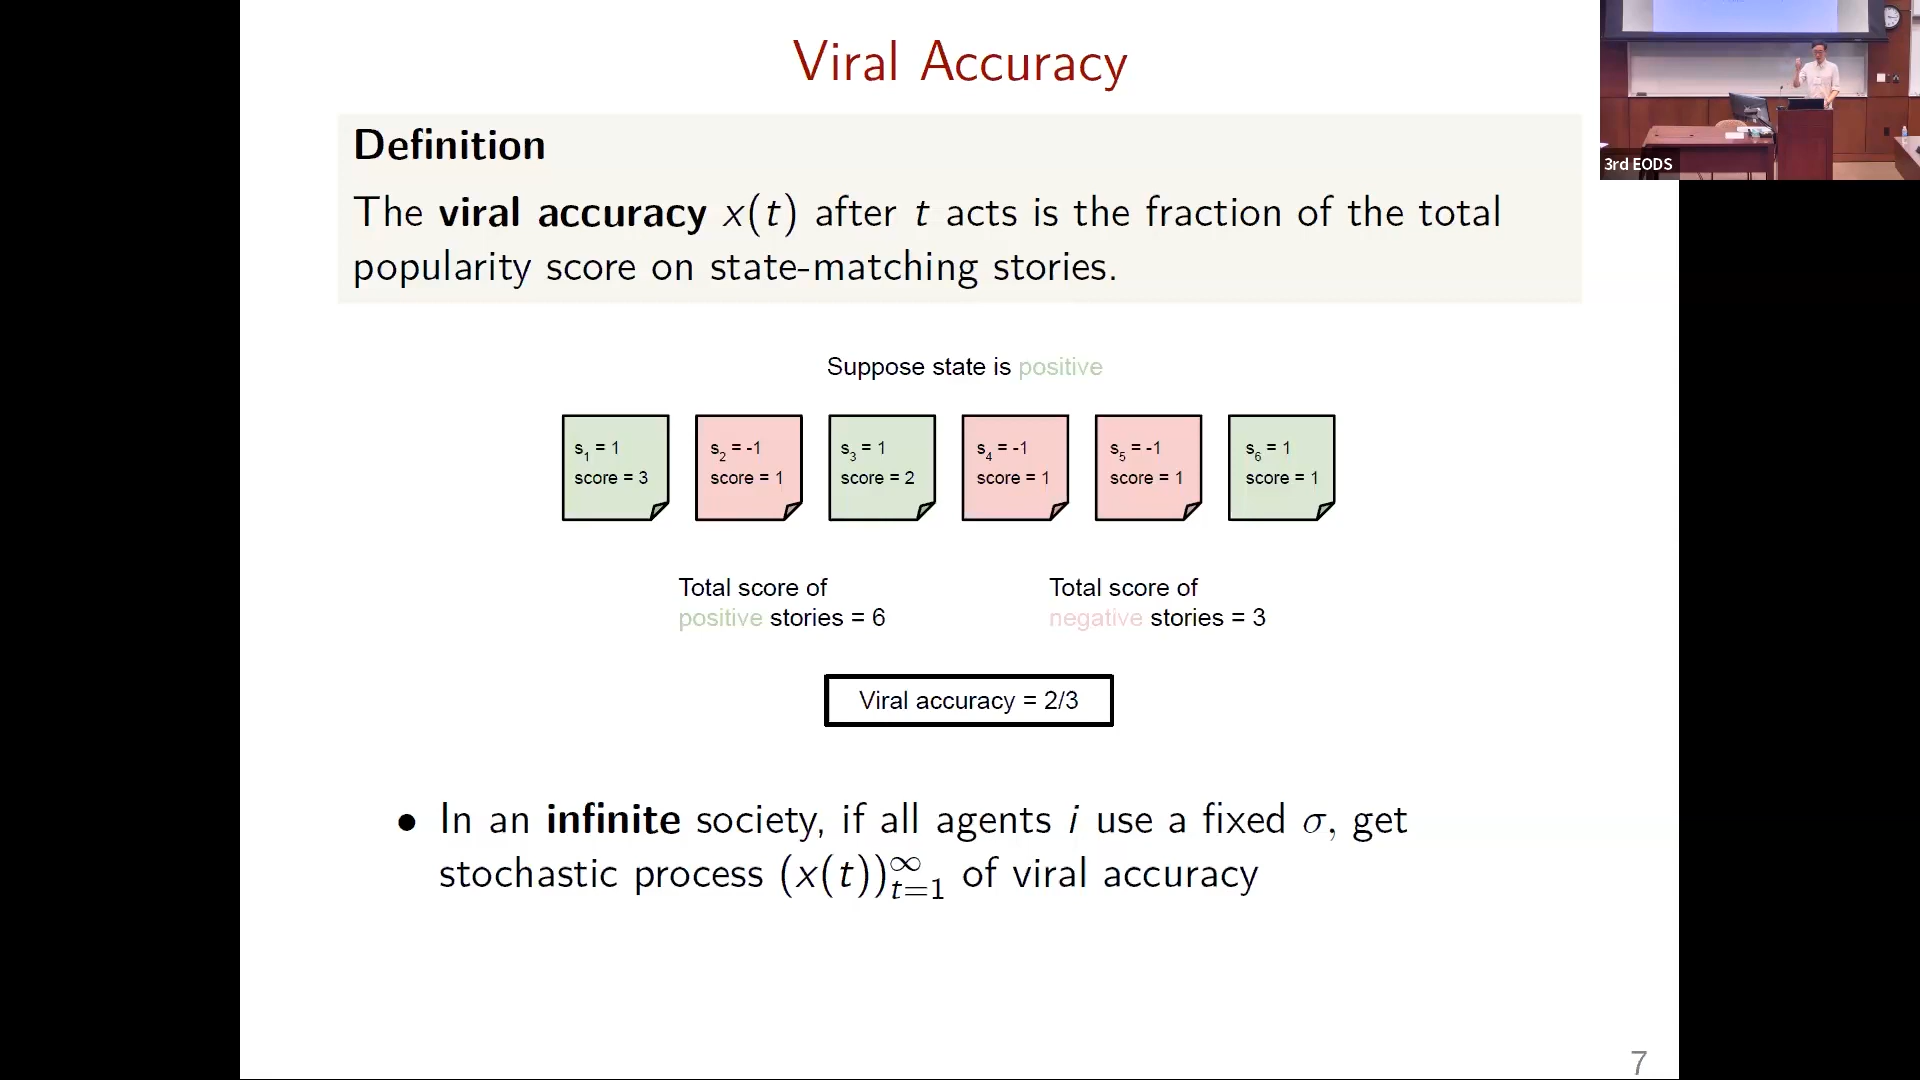 Viral Accuracy
Definition
The viral accuracy x(t) after t acts is the fraction of the total
popularity score on state-matching stories.
Suppose state is positive
s₁ = 1
score = 3
s₂ = -1
score = 1
s₃ = 1
score = 2
s₄ = -1
score = 1
s₅ = -1
score = 1
s₆ = 1
score = 1
Total score of
positive stories = 6
Total score of
negative stories = 3
Viral accuracy = 2/3
• In an infinite society, if all agents i use a fixed σ, get
stochastic process (x(t))∞t=1 of viral accuracy
7
3rd EODS